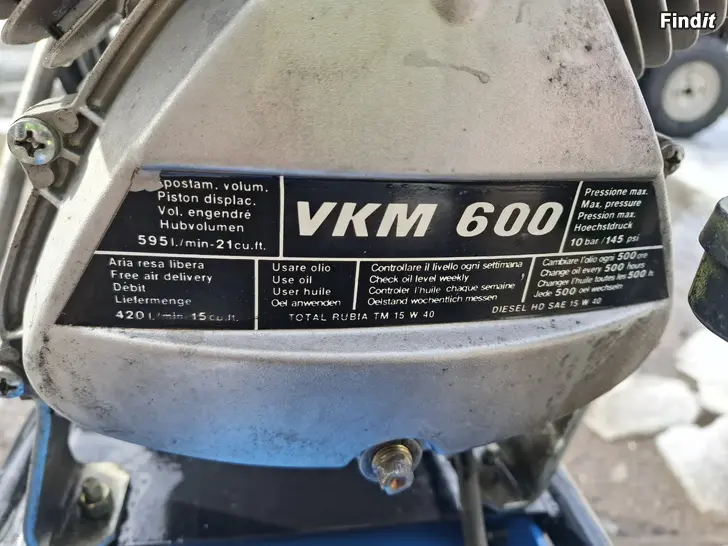 Findit
postam. volum.
Piston displac.
Vol. engendré
Hubvolumen
595 l./min-21cu.ft.
VKM 600
Pressione max.
Max. pressure
Pression max.
Hoechsldruck
10 bar/145 psi
Aria resa libera
Free air delivery
Débit
Liefermenge
420 l./min-15cu.ft.
Usare olio
Use oil
User huile
Oel anwenden
Controllare il livello ogni settimana
Check oil level weekly
Controler l'huile chaque semaine
Oelstand wochentlich messen
Cambiare l'olio ogni 500 ore
Change oil every 500 hours
Changer l'huile toutes les 500 h.
Jede 500 oel wechseln
TOTAL RUBIA TM 15 W 40
DIESEL HD SAE 15 W 40